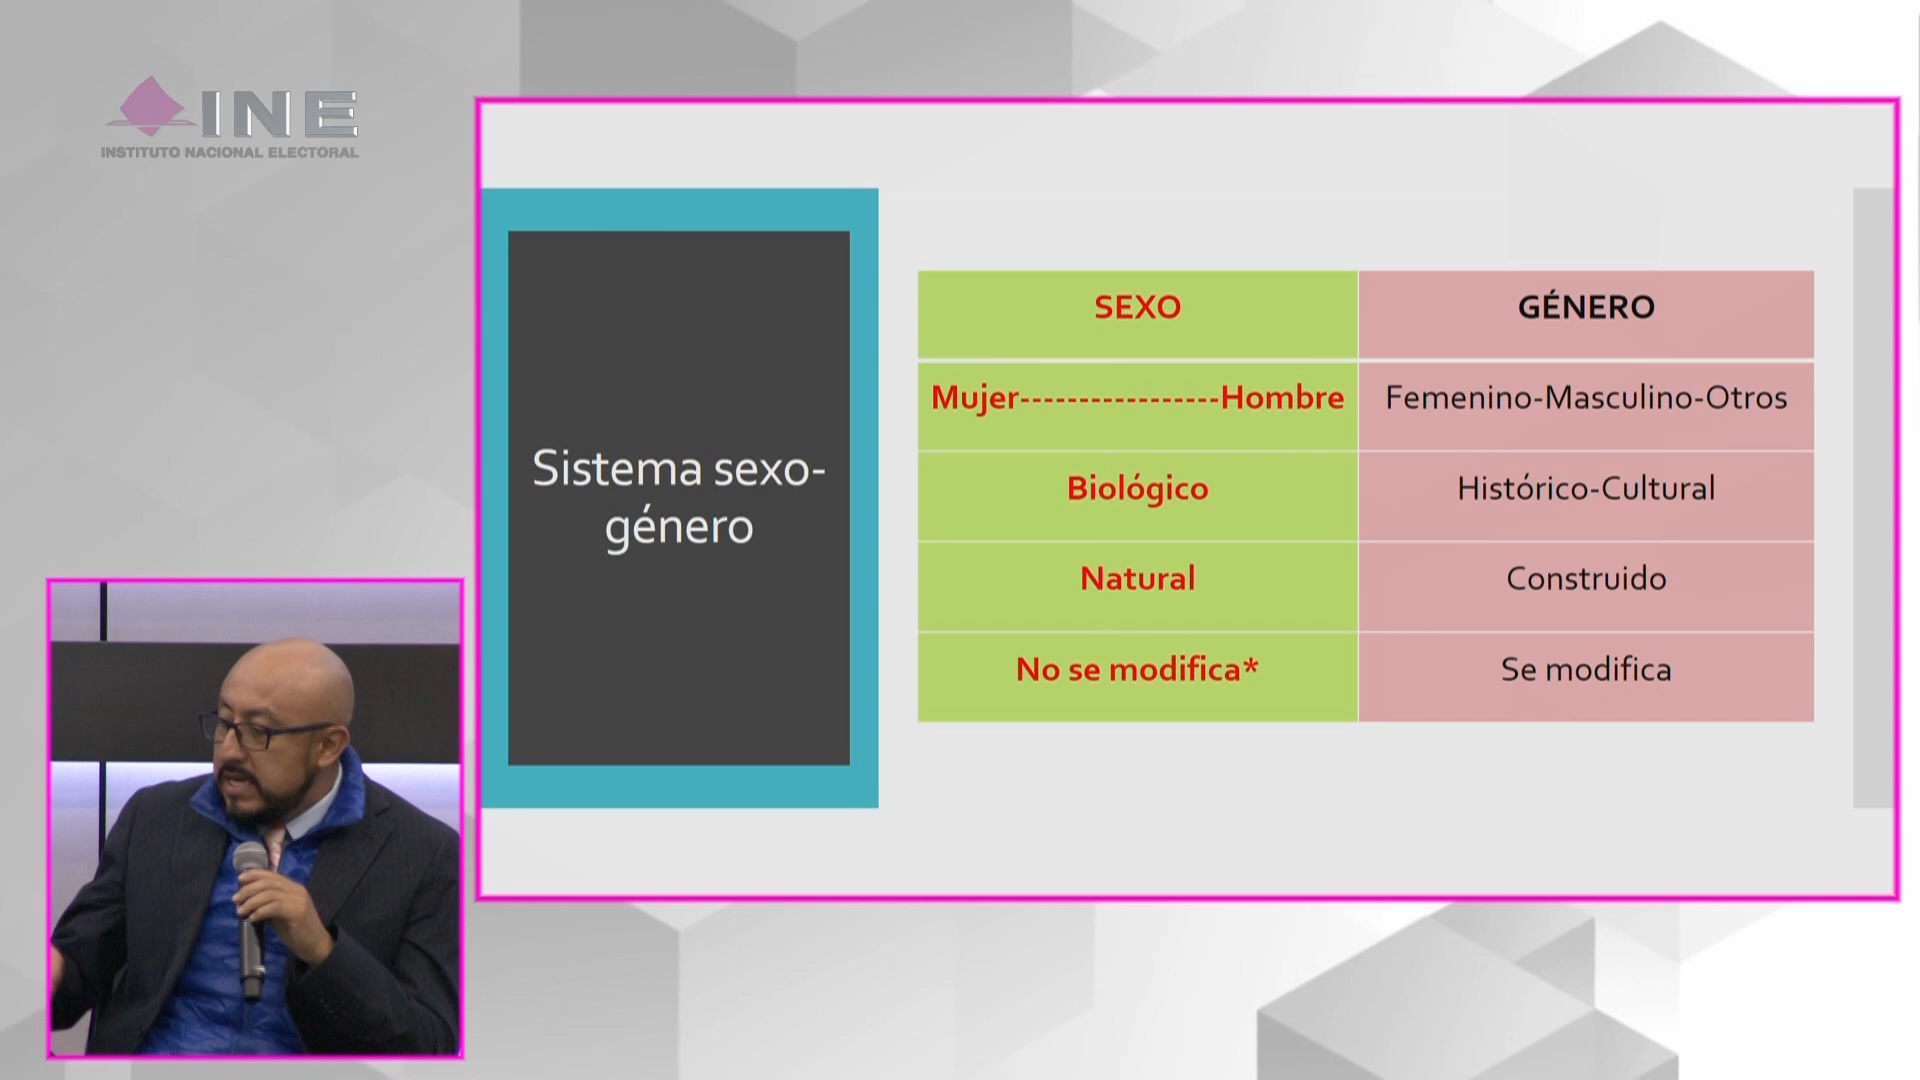 INE
INSTITUTO NACIONAL ELECTORAL
Sistema sexo-
género
SEXO
GÉNERO
Mujer-----------------Hombre
Femenino-Masculino-Otros
Biológico
Histórico-Cultural
Natural
Construido
No se modifica*
Se modifica